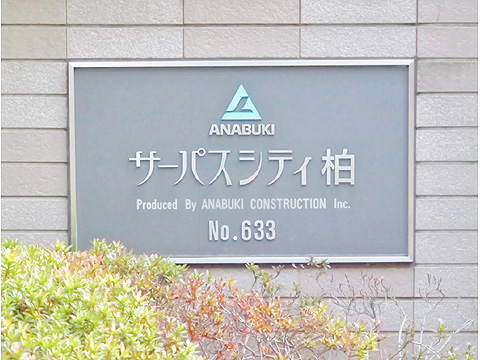 ANABUKI
サーパスシティ柏
Produced By ANABUKI CONSTRUCTION Inc.
No.633